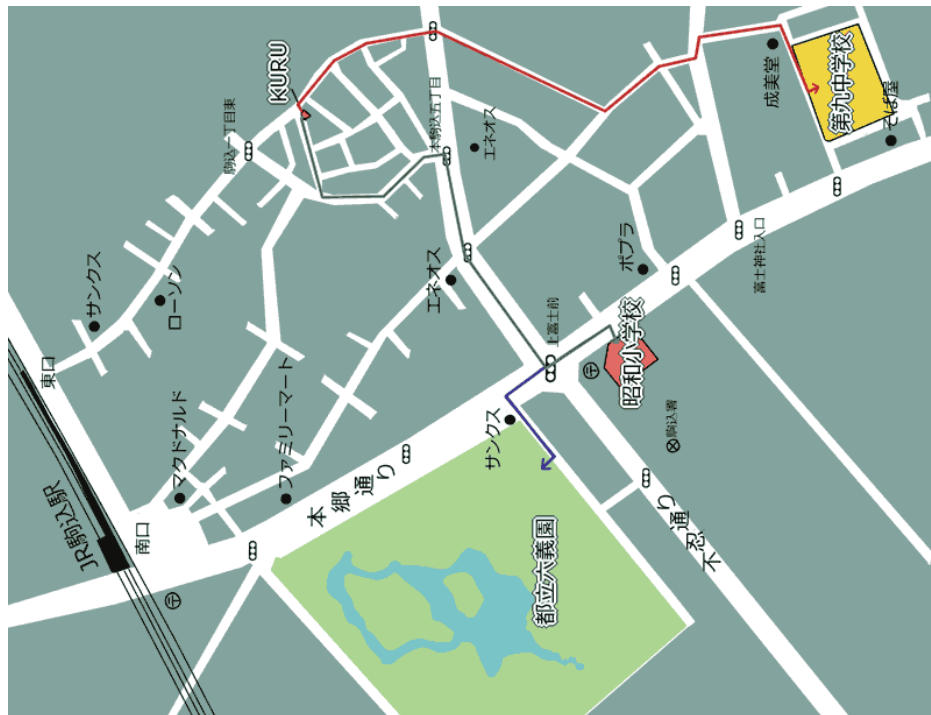 JR駒込駅
東口
南口
サンクス
ローソン
マクドナルド
ファミリーマート
駒込一丁目東
KURU
本駒込五丁目
エネオス
エネオス
成美堂
第九中学校
そば屋
ポプラ
富士神社入口
上富士前
昭和小学校
駒込署
サンクス
本郷通り
不忍通り
都立六義園
〒
〒